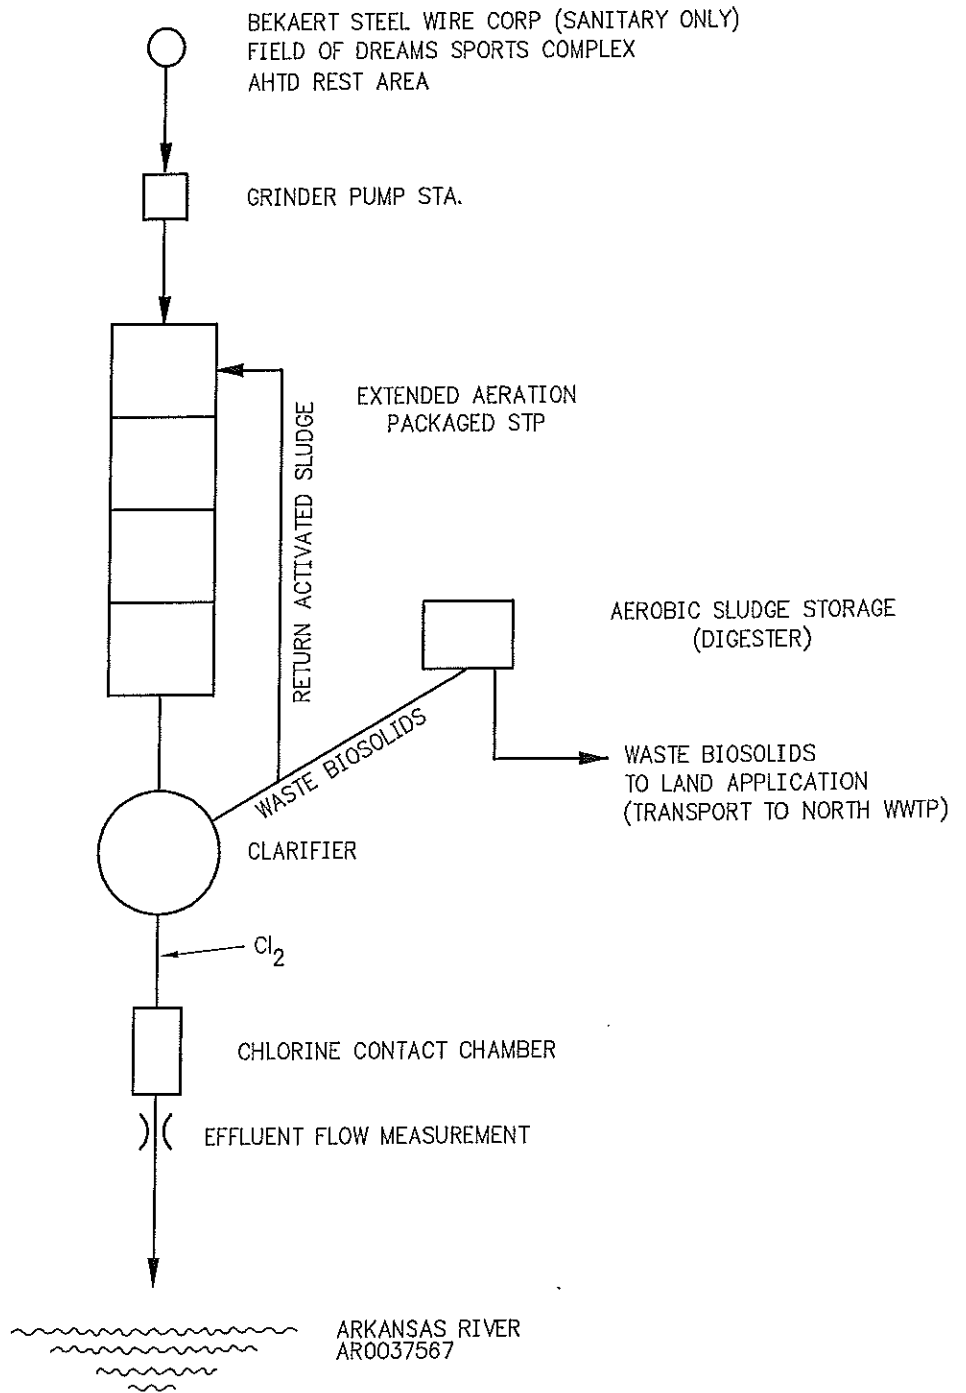 BEKAERT STEEL WIRE CORP (SANITARY ONLY)
FIELD OF DREAMS SPORTS COMPLEX
AHTD REST AREA
GRINDER PUMP STA.
EXTENDED AERATION
PACKAGED STP
RETURN ACTIVATED SLUDGE
AEROBIC SLUDGE STORAGE
(DIGESTER)
WASTE BIOSOLIDS
WASTE BIOSOLIDS
TO LAND APPLICATION
(TRANSPORT TO NORTH WWTP)
CLARIFIER
Cl2
CHLORINE CONTACT CHAMBER
EFFLUENT FLOW MEASUREMENT
ARKANSAS RIVER
AR0037567